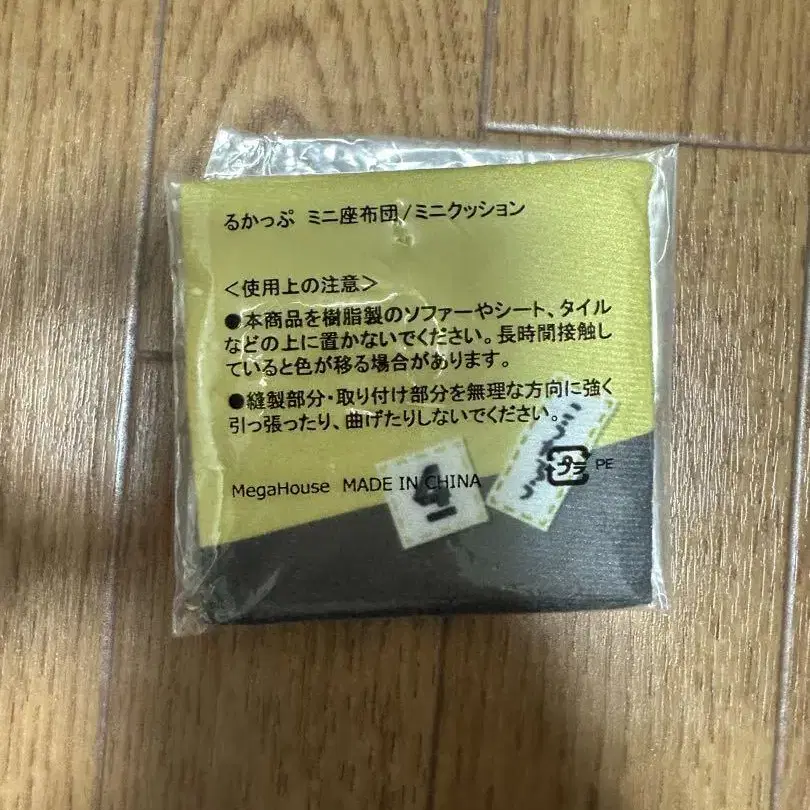 るかっぷ ミニ座布団/ミニクッション
<使用上の注意>
●本商品を樹脂製のソファーやシート、タイル
などの上に置かないでください。長時間接触し
ていると色が移る場合があります。
●縫製部分・取り付け部分を無理な方向に強く
引っ張ったり、曲げたりしないでください。
MegaHouse MADE IN CHINA
プラ PE